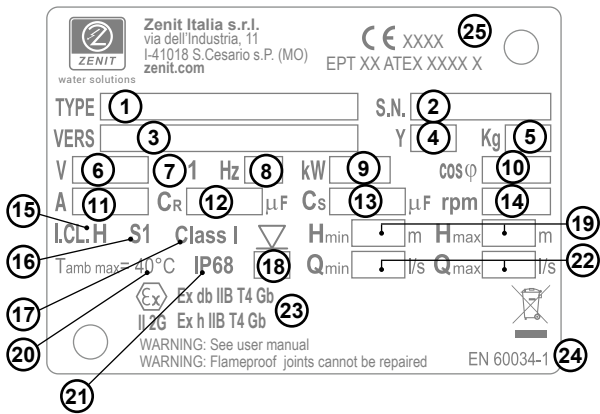 Zenit Italia s.r.l.
via dell'Industria, 11
I-41018 S.Cesario s.P. (MO)
zenit.com
ZENIT
water solutions
CE XXXX 25
EPT XX ATEX XXXX X
TYPE 1 S.N. 2
VERS 3 Y 4 Kg 5
V 6 7 1 Hz 8 kW 9 cosφ 10
A 11 CR 12 µF CS 13 µF rpm 14
15 I.CL.H 16 S1 17 Class I 18 Hmin m Hmax m 19
20 Tamb max= 40°C 21 IP68 Qmin l/s Qmax l/s 22
Ex Ex db IIB T4 Gb 23
II 2G Ex h IIB T4 Gb
WARNING: See user manual
WARNING: Flameproof joints cannot be repaired
EN 60034-1 24